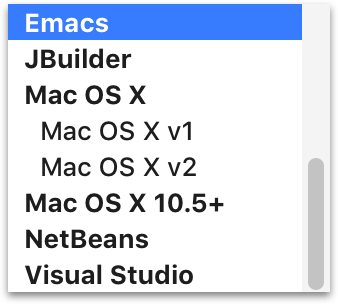 Emacs
JBuilder
Mac OS X
Mac OS X v1
Mac OS X v2
Mac OS X 10.5+
NetBeans
Visual Studio